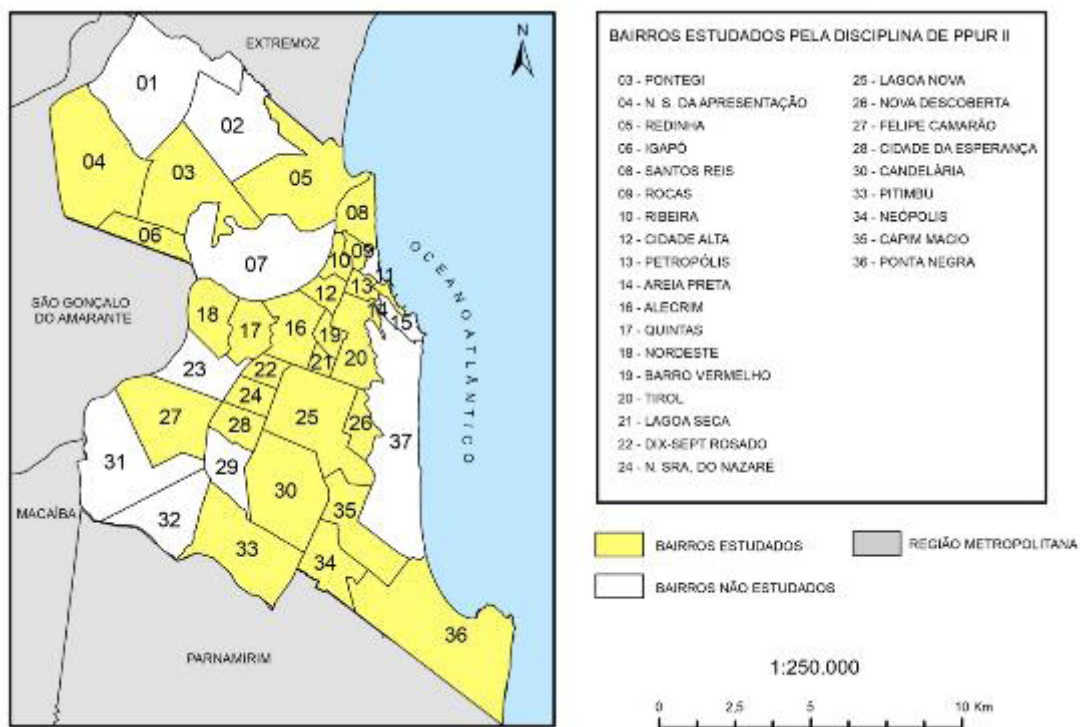 EXTREMOZ
N
01
02
04
03
05
06
08
07
09
10
11
12
13
14
15
SÃO GONÇALO
DO AMARANTE
18
17
16
19
20
21
22
23
24
25
26
27
28
29
30
31
32
33
34
35
36
37
OCEANO ATLÂNTICO
MACAÍBA
PARNAMIRIM
BAIRROS ESTUDADOS PELA DISCIPLINA DE PPUR II
03 - PONTEGI
04 - N. S. DA APRESENTAÇÃO
05 - REDINHA
06 - IGAPÓ
08 - SANTOS REIS
09 - ROCAS
10 - RIBEIRA
12 - CIDADE ALTA
13 - PETROPÓLIS
14 - AREIA PRETA
16 - ALECRIM
17 - QUINTAS
18 - NORDESTE
19 - BARRO VERMELHO
20 - TIROL
21 - LAGOA SECA
22 - DIX-SEPT ROSADO
24 - N. SRA. DO NAZARÉ
25 - LAGOA NOVA
26 - NOVA DESCOBERTA
27 - FELIPE CAMARÃO
28 - CIDADE DA ESPERANÇA
30 - CANDELÁRIA
33 - PITIMBU
34 - NEÓPOLIS
35 - CAPIM MACIO
36 - PONTA NEGRA
BAIRROS ESTUDADOS
REGIÃO METROPOLITANA
BAIRROS NÃO ESTUDADOS
1:250.000
0 2,5 5 10 Km